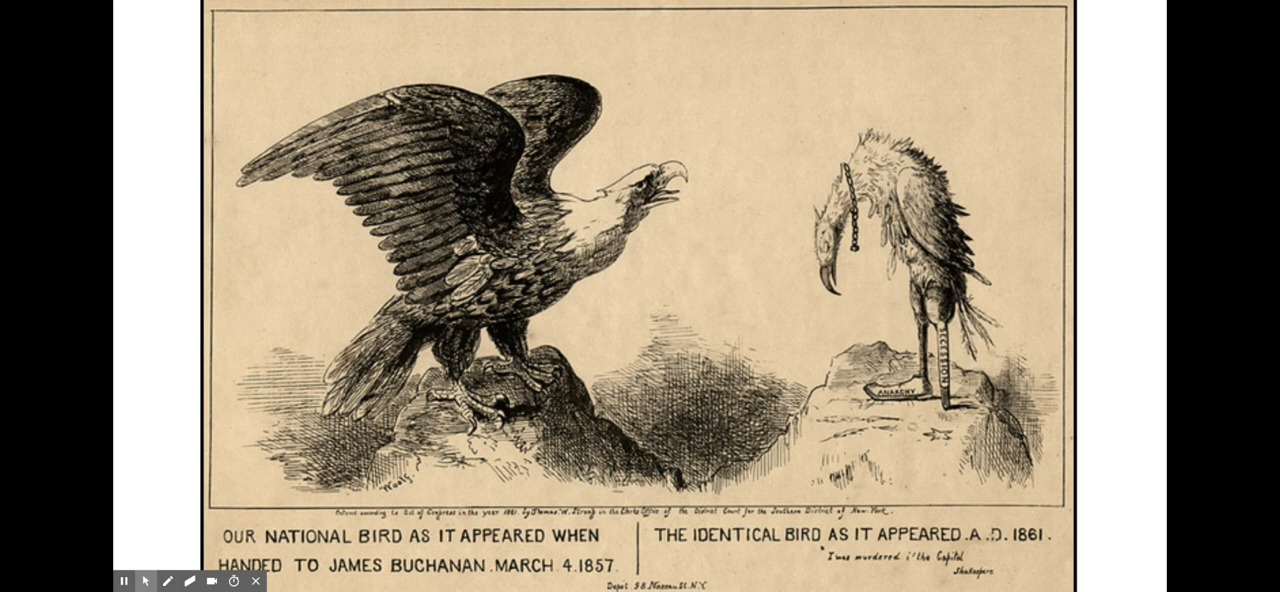 Woolf.
ANARCHY
SECESSION
Entered according to Act of Congress in the year 1861. by Thomas W. Strong in the Clerks Office of the District Court for the Southern District of New York.
OUR NATIONAL BIRD AS IT APPEARED WHEN
HANDED TO JAMES BUCHANAN. MARCH. 4. 1857.
THE IDENTICAL BIRD AS IT APPEARED .A.D. 1861.
"I was murdered i' the Capitol
Shakespere
Depot 98 Nassau St. N.Y.